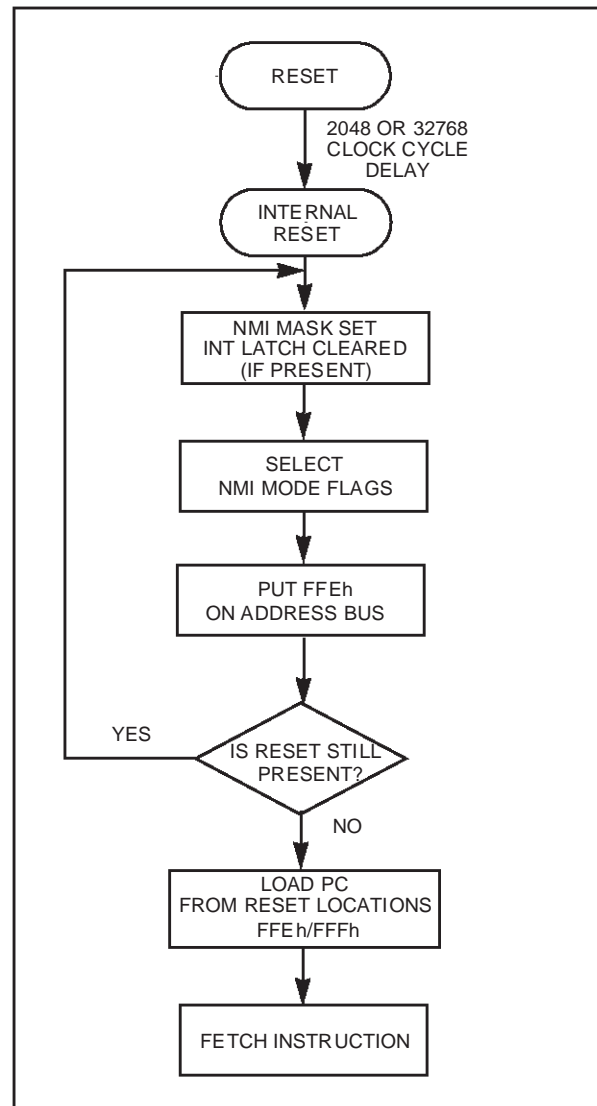 RESET
2048 OR 32768
CLOCK CYCLE
DELAY
INTERNAL
RESET
NMI MASK SET
INT LATCH CLEARED
(IF PRESENT)
SELECT
NMI MODE FLAGS
PUT FFEh
ON ADDRESS BUS
YES
IS RESET STILL
PRESENT?
NO
LOAD PC
FROM RESET LOCATIONS
FFEh/FFFh
FETCH INSTRUCTION